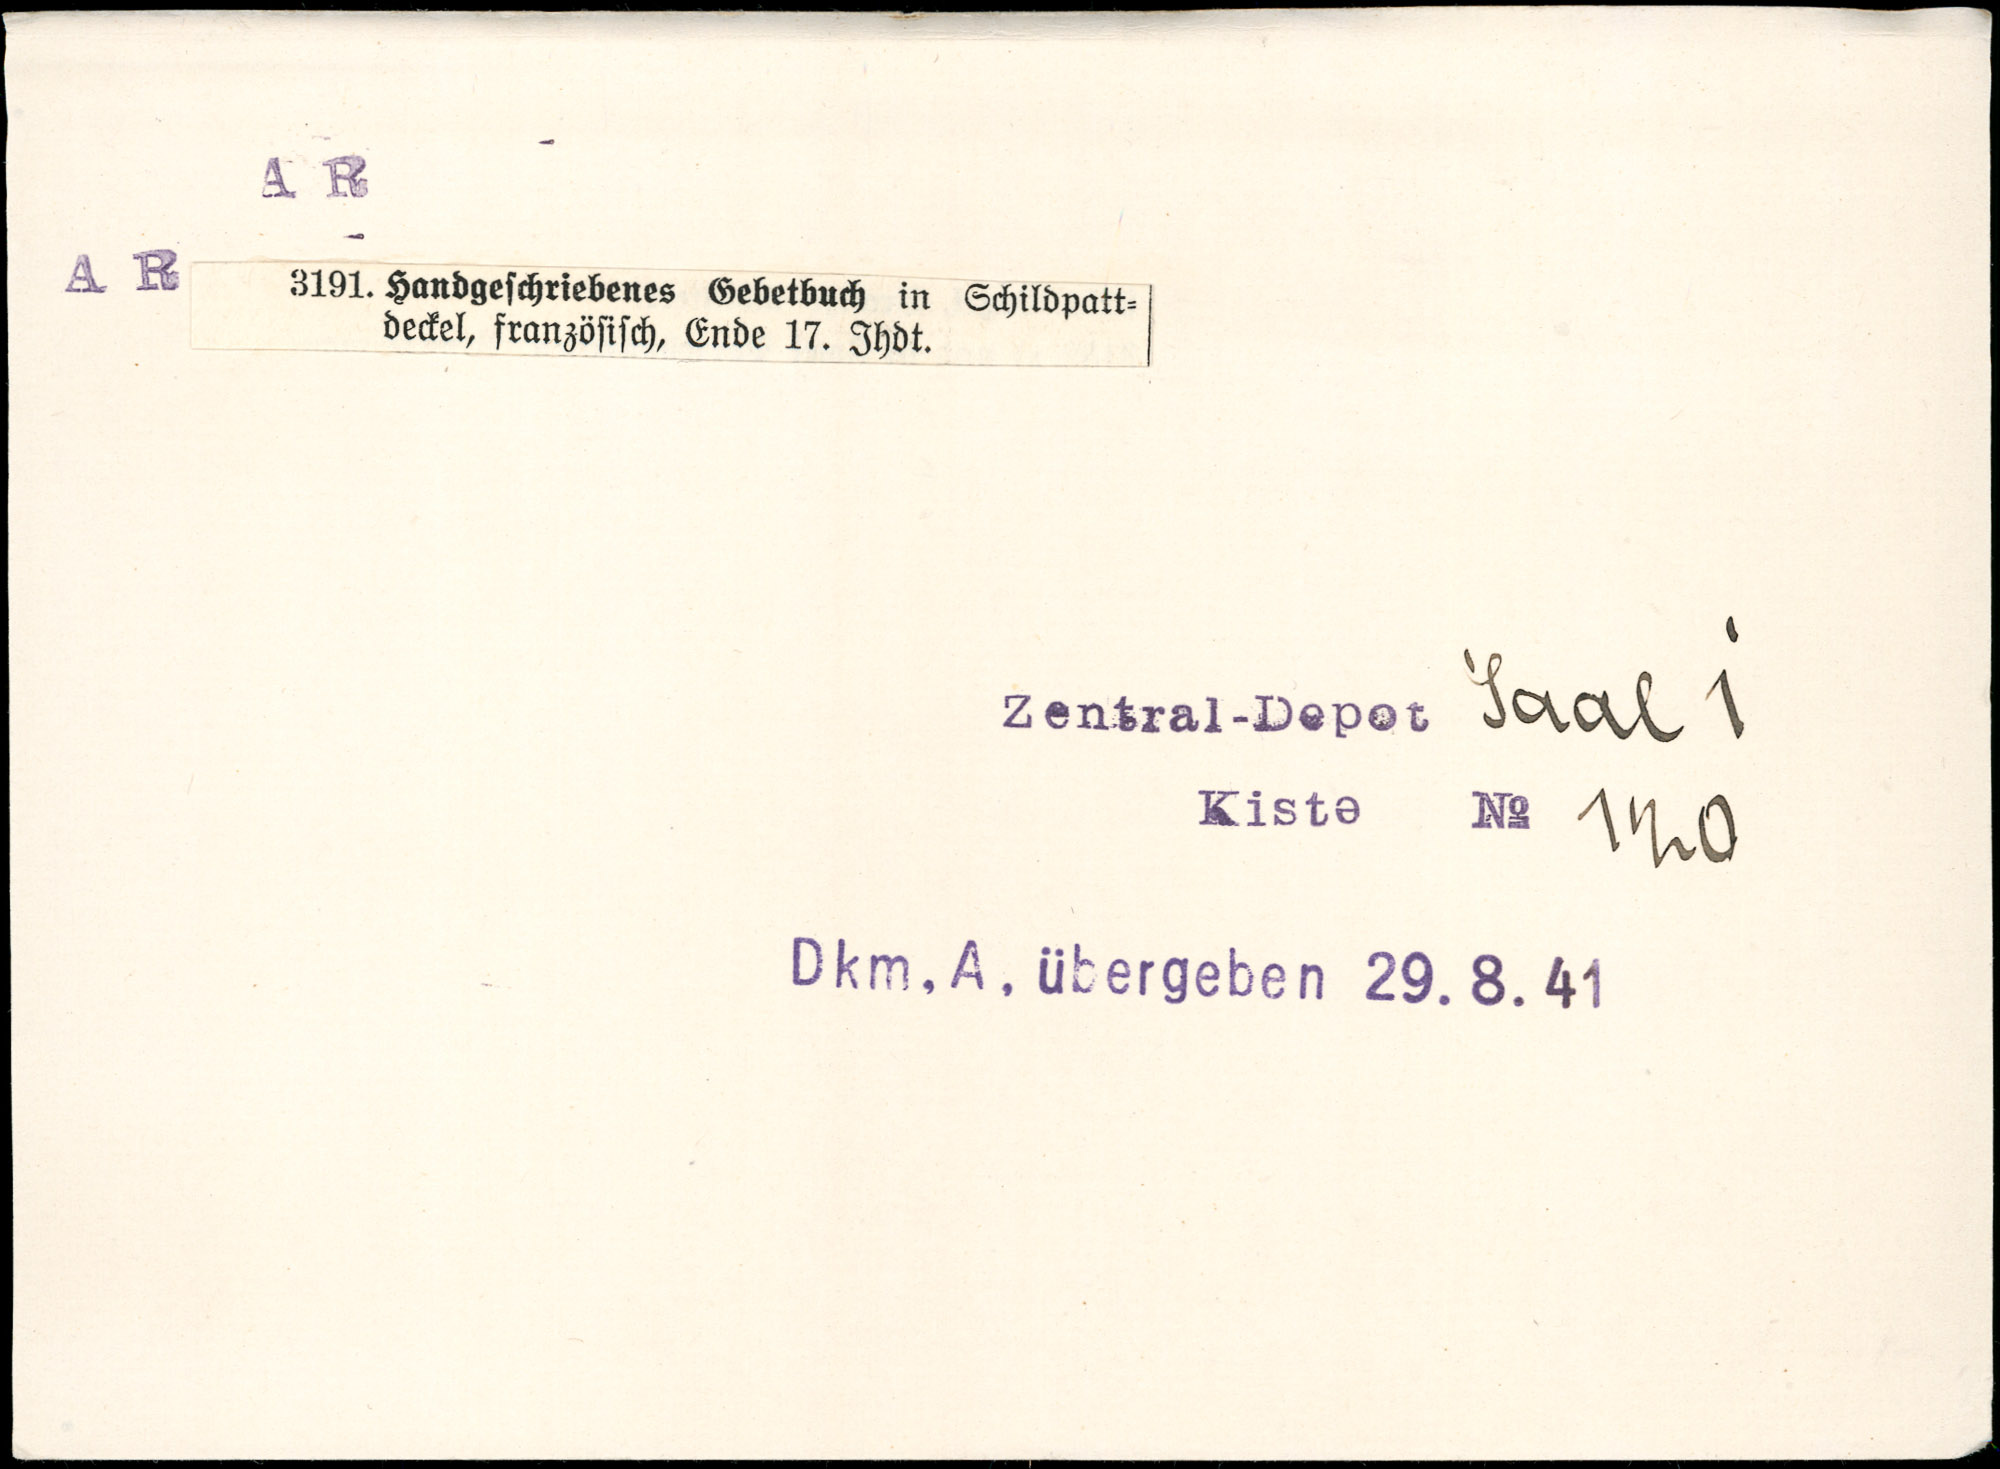 A R
A R
3191. Handgeschriebenes Gebetbuch in Schildpatt-
deckel, französisch, Ende 17. Jhdt.
Zentral-Depot Saal I
Kiste № 120
Dkm. A. übergeben 29. 8. 41